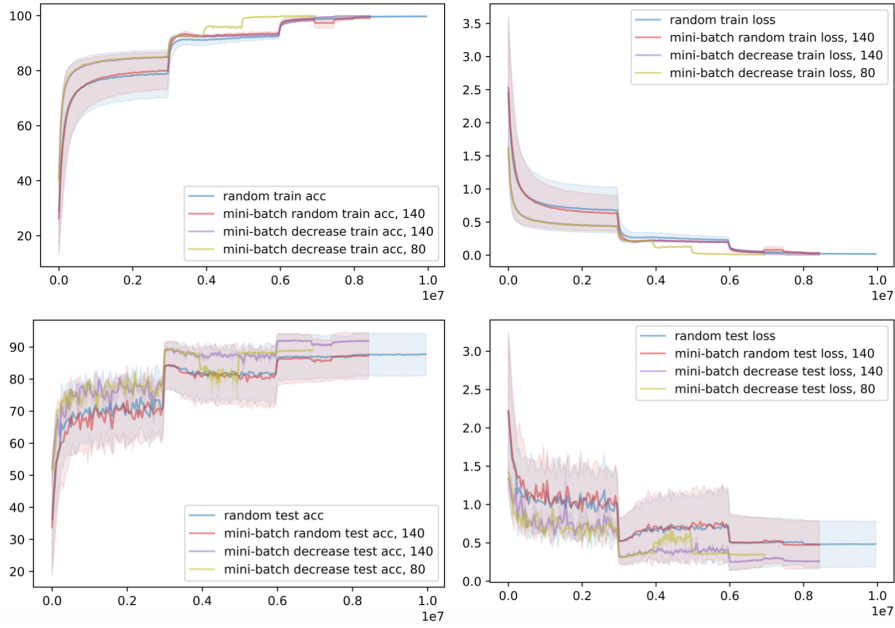 100
80
60
40
20
0.0
0.2
0.4
0.6
0.8
1.0
1e7
random train acc
mini-batch random train acc, 140
mini-batch decrease train acc, 140
mini-batch decrease train acc, 80
3.5
3.0
2.5
2.0
1.5
1.0
0.5
0.0
0.0
0.2
0.4
0.6
0.8
1.0
1e7
random train loss
mini-batch random train loss, 140
mini-batch decrease train loss, 140
mini-batch decrease train loss, 80
90
80
70
60
50
40
30
20
0.0
0.2
0.4
0.6
0.8
1.0
1e7
random test acc
mini-batch random test acc, 140
mini-batch decrease test acc, 140
mini-batch decrease test acc, 80
3.0
2.5
2.0
1.5
1.0
0.5
0.0
0.0
0.2
0.4
0.6
0.8
1.0
1e7
random test loss
mini-batch random test loss, 140
mini-batch decrease test loss, 140
mini-batch decrease test loss, 80